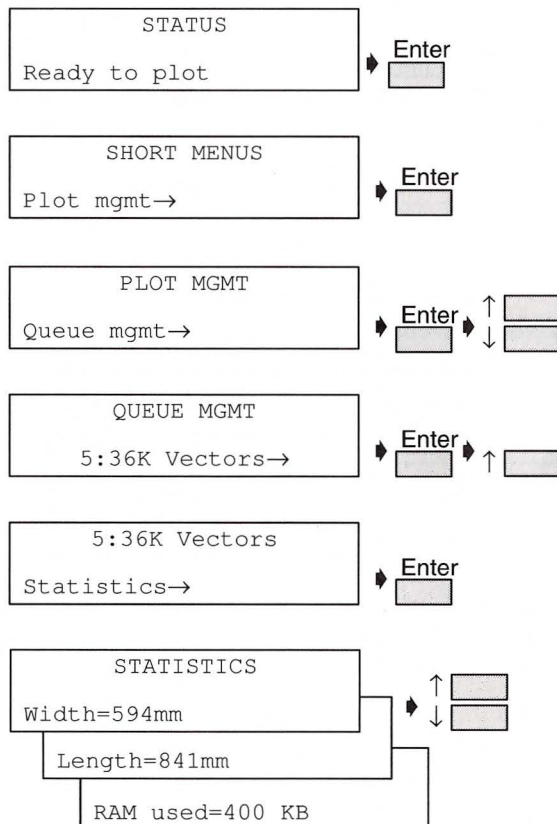 STATUS
Ready to plot
Enter
SHORT MENUS
Plot mgmt→
Enter
PLOT MGMT
Queue mgmt→
Enter
↑
↓
QUEUE MGMT
5:36K Vectors→
Enter
↑
5:36K Vectors
Statistics→
Enter
STATISTICS
Width=594mm
↑
↓
Length=841mm
RAM used=400 KB